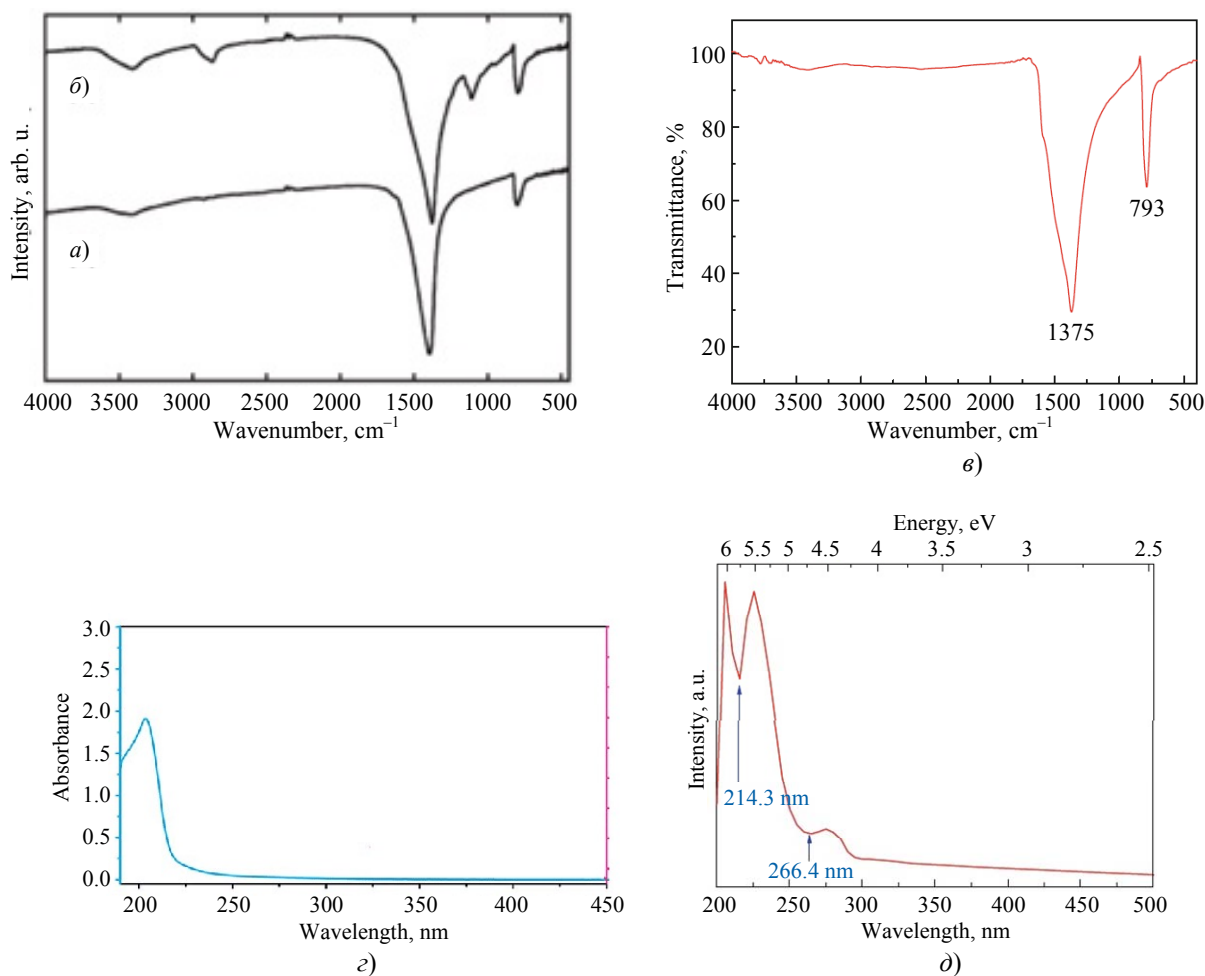 Intensity, arb. u.
б)
а)
4000 3500 3000 2500 2000 1500 1000 500
Wavenumber, cm–1
Transmittance, %
100
80
60
40
20
793
1375
4000 3500 3000 2500 2000 1500 1000 500
Wavenumber, cm–1
в)
Absorbance
3.0
2.5
2.0
1.5
1.0
0.5
0.0
200 250 300 350 400 450
Wavelength, nm
г)
Energy, eV
6 5.5 5 4.5 4 3.5 3 2.5
Intensity, a.u.
214.3 nm
266.4 nm
200 250 300 350 400 450 500
Wavelength, nm
д)